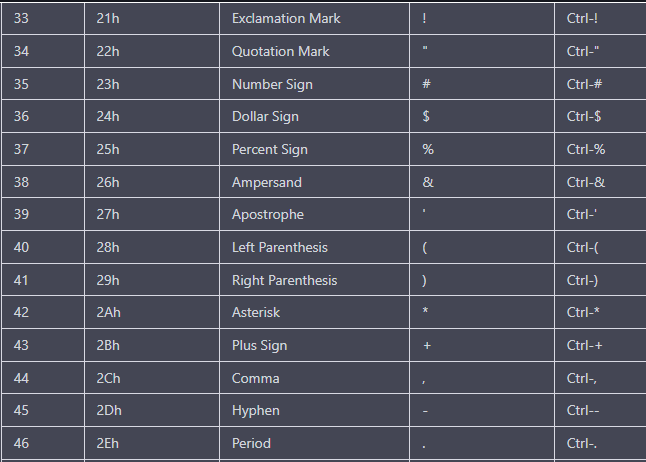 33 21h Exclamation Mark ! Ctrl-!
34 22h Quotation Mark " Ctrl-"
35 23h Number Sign # Ctrl-#
36 24h Dollar Sign $ Ctrl-$
37 25h Percent Sign % Ctrl-%
38 26h Ampersand & Ctrl-&
39 27h Apostrophe ' Ctrl-'
40 28h Left Parenthesis ( Ctrl-(
41 29h Right Parenthesis ) Ctrl-)
42 2Ah Asterisk * Ctrl-*
43 2Bh Plus Sign + Ctrl-+
44 2Ch Comma , Ctrl-,
45 2Dh Hyphen - Ctrl--
46 2Eh Period . Ctrl-.